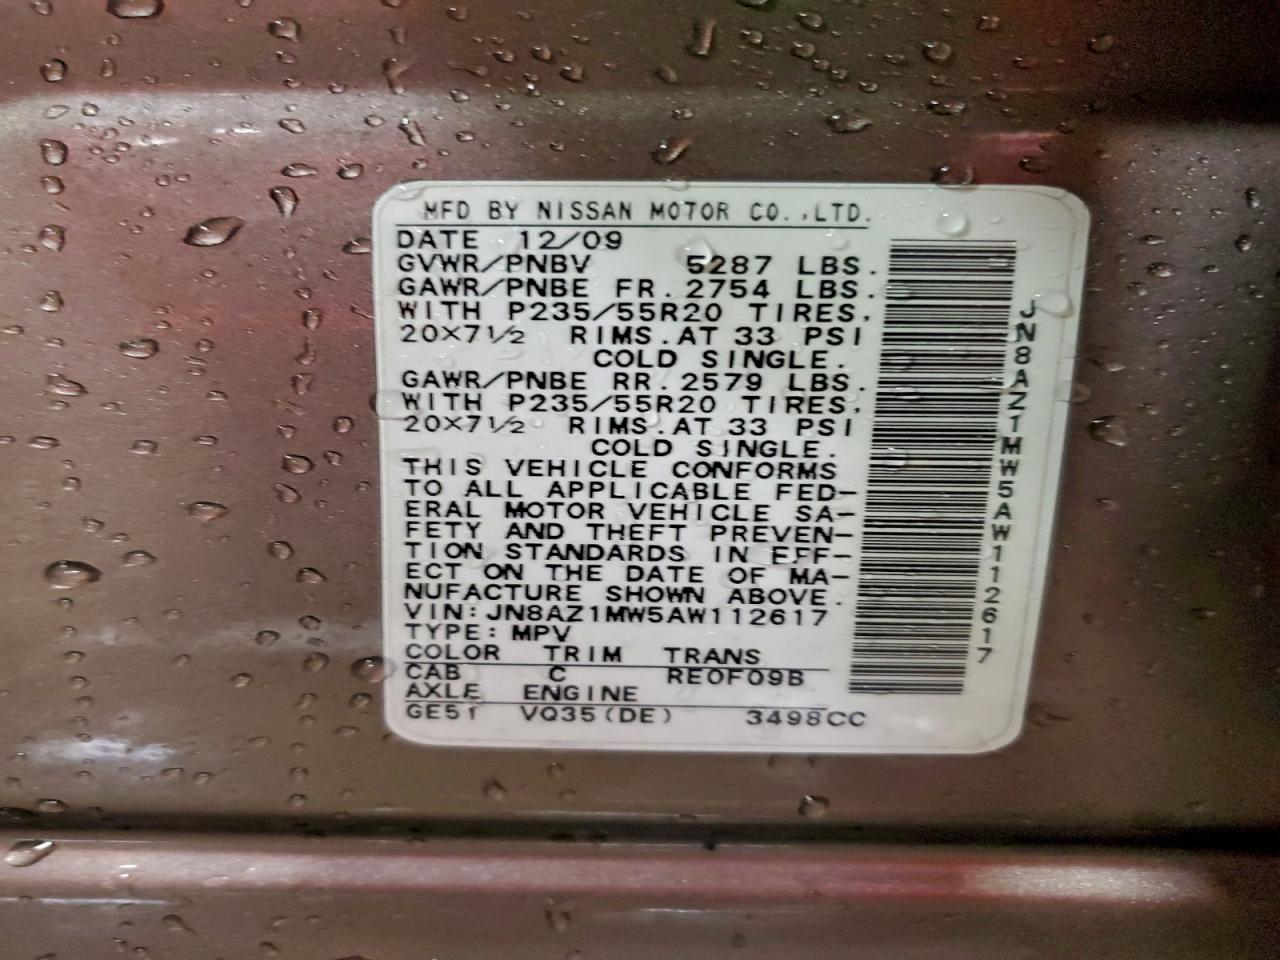 MFD BY NISSAN MOTOR CO.,LTD.
DATE 12/09
GVWR/PNBV 5287 LBS.
GAWR/PNBE FR. 2754 LBS.
WITH P235/55R20 TIRES.
20×7½ RIMS.AT 33 PSI
COLD SINGLE.
GAWR/PNBE RR. 2579 LBS.
WITH P235/55R20 TIRES.
20×7½ RIMS.AT 33 PSI
COLD SINGLE.
THIS VEHICLE CONFORMS
TO ALL APPLICABLE FED-
ERAL MOTOR VEHICLE SA-
FETY AND THEFT PREVEN-
TION STANDARDS IN EFF-
ECT ON THE DATE OF MA-
NUFACTURE SHOWN ABOVE.
VIN:JN8AZ1MW5AW112617
TYPE:MPV
COLOR TRIM TRANS
CAB C RE0F09B
AXLE ENGINE
GE51 VQ35(DE) 3498CC
JN8AZ1MW5AW112617